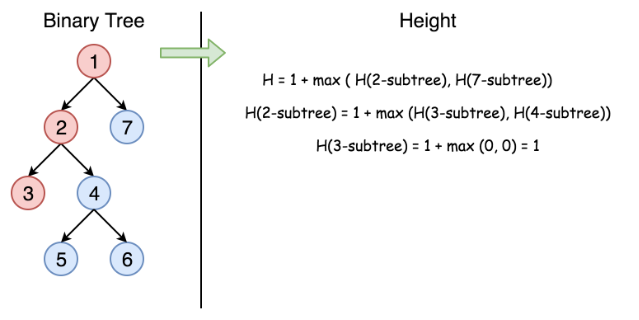 Binary Tree
Height
1
2
7
3
4
5
6
H = 1 + max ( H(2-subtree), H(7-subtree))
H(2-subtree) = 1 + max (H(3-subtree), H(4-subtree))
H(3-subtree) = 1 + max (0, 0) = 1